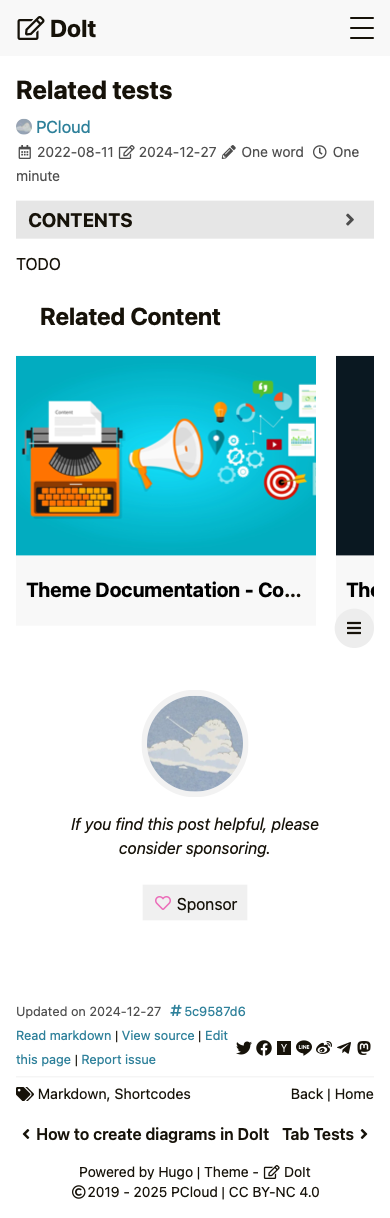 DoIt
Related tests
PCloud
2022-08-11 2024-12-27 One word One
minute
CONTENTS
TODO
Related Content
Content
Theme Documentation - Co...
The
If you find this post helpful, please
consider sponsoring.
Sponsor
Updated on 2024-12-27 #5c9587d6
Read markdown | View source | Edit
this page | Report issue
Markdown, Shortcodes
Back | Home
How to create diagrams in DoIt
Tab Tests
Powered by Hugo | Theme - DoIt
©2019 - 2025 PCloud | CC BY-NC 4.0